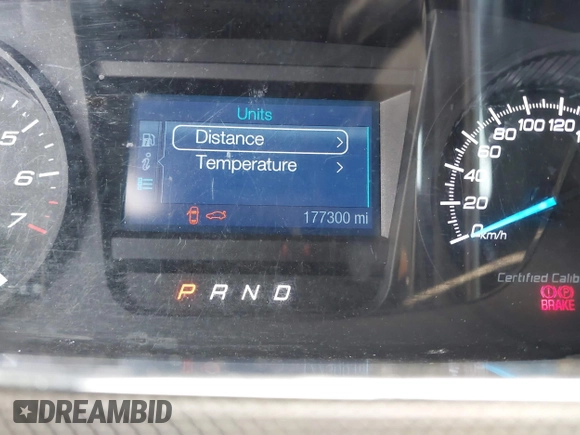 Units
Distance
Temperature
177300 mi
P R N D
5
6
7
0
20
40
60
80
100
120
km/h
Certified Calib
BRAKE
DREAMBID